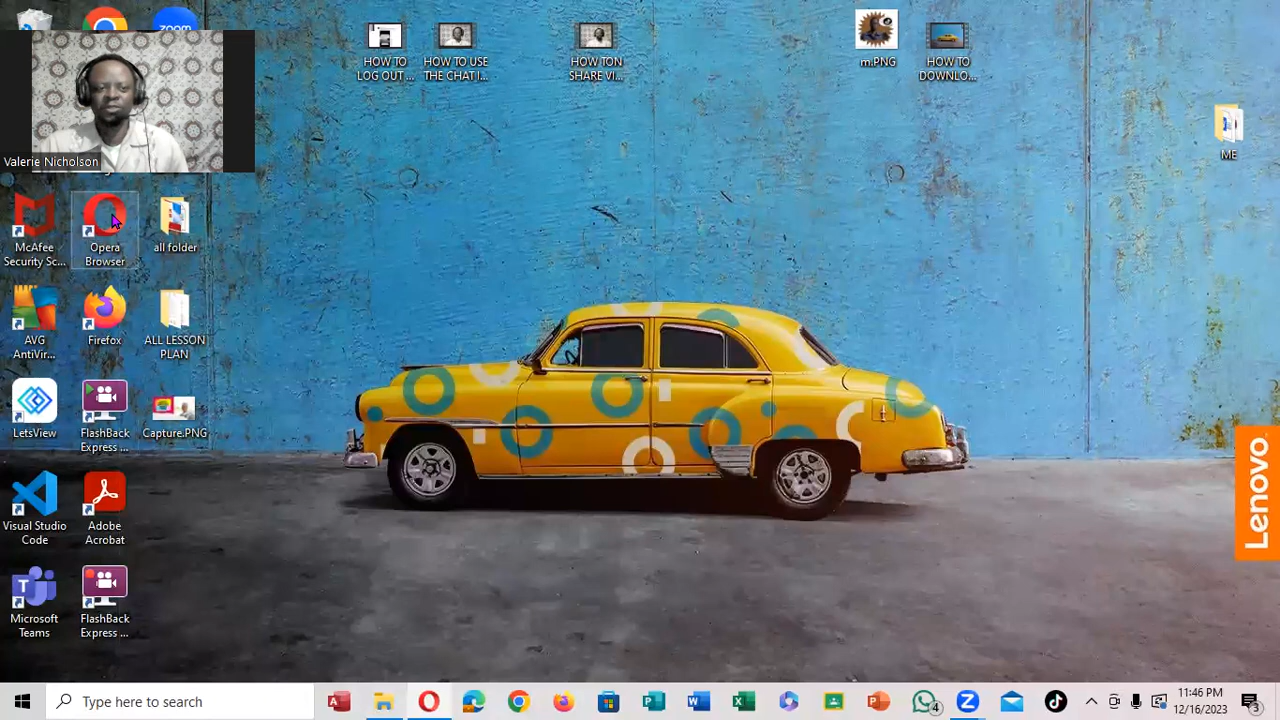 zoom
HOW TO
LOG OUT ...
HOW TO USE
THE CHAT I...
HOW TON
SHARE VI...
m.PNG
HOW TO
DOWNLO...
ME
Valerie Nicholson
McAfee
Security Sc...
Opera
Browser
all folder
AVG
AntiVir...
Firefox
ALL LESSON
PLAN
LetsView
FlashBack
Express ...
Capture.PNG
Visual Studio
Code
Adobe
Acrobat
Microsoft
Teams
FlashBack
Express ...
Lenovo
Type here to search
4
11:46 PM
12/16/2023
3